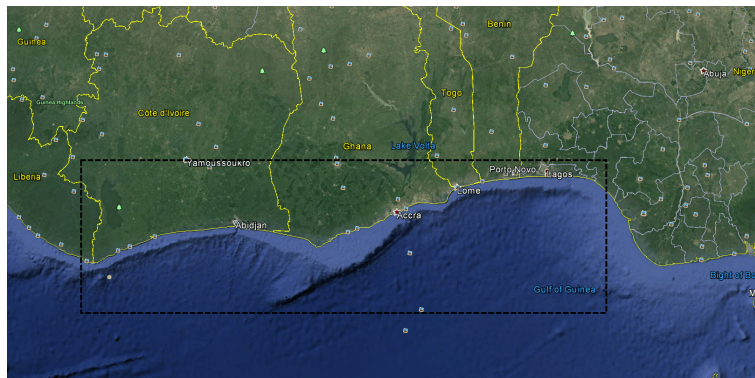 Benin
Guinea
Niger
Abuja
Togo
Guinea Highlands
Côte d'Ivoire
Ghana
Lake Volta
Yamoussoukro
Porto-Novo
Lagos
Liberia
Lome
Accra
Abidjan
Bight of B
Gulf of Guinea